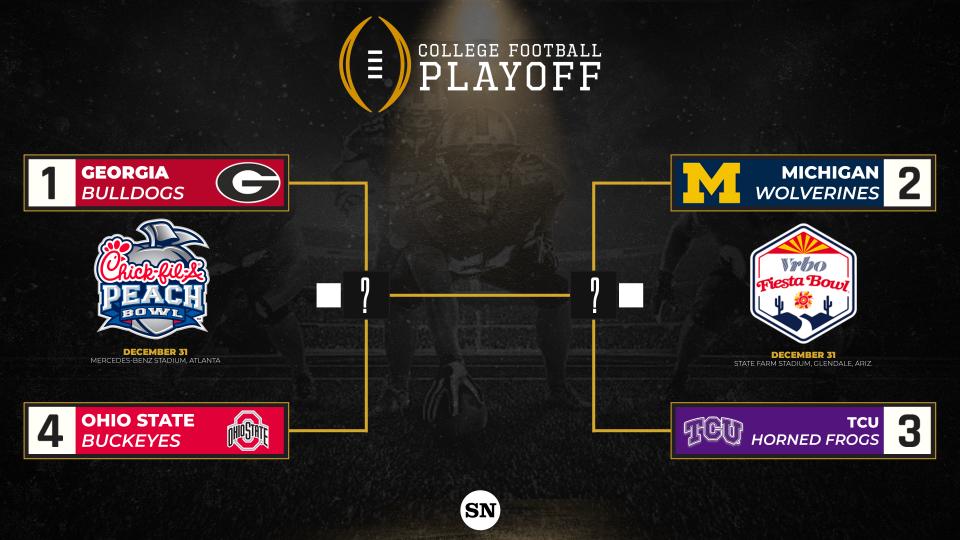 COLLEGE FOOTBALL
PLAYOFF
1
GEORGIA
BULLDOGS
G
Chick-fil-A
PEACH
BOWL
DECEMBER 31
MERCEDES-BENZ STADIUM, ATLANTA
4
OHIO STATE
BUCKEYES
OHIO STATE
?
?
M
MICHIGAN
WOLVERINES
2
Vrbo
Fiesta Bowl
DECEMBER 31
STATE FARM STADIUM, GLENDALE, ARIZ.
TCU
TCU
HORNED FROGS
3
SN